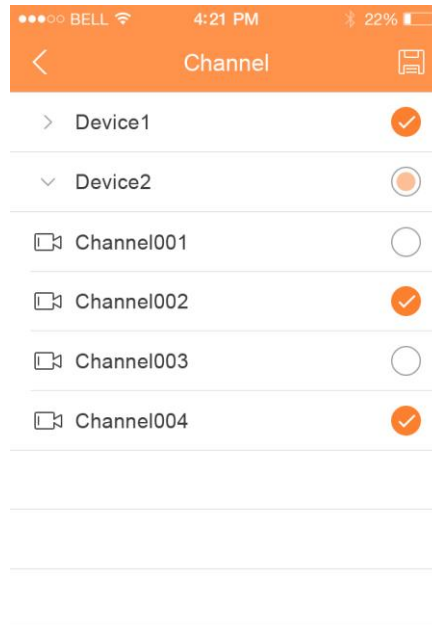 BELL 4:21 PM 22%
Channel
Device1
Device2
Channel001
Channel002
Channel003
Channel004